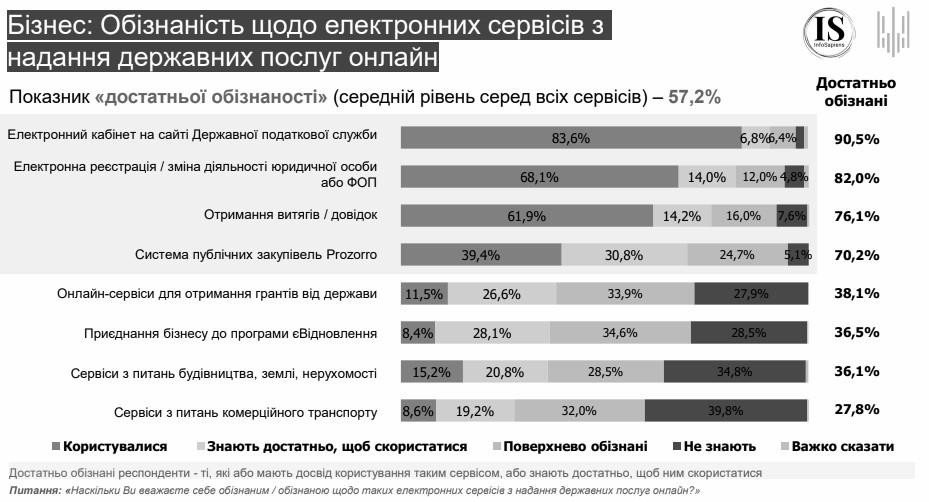 Бізнес: Обізнаність щодо електронних сервісів з
надання державних послуг онлайн
IS
InfoSapiens
Показник «достатньої обізнаності» (середній рівень серед всіх сервісів) – 57,2%
Достатньо
обізнані
Електронний кабінет на сайті Державної податкової служби
83,6% 6,8% 6,4% 90,5%
Електронна реєстрація / зміна діяльності юридичної особи
або ФОП
68,1% 14,0% 12,0% 4,8% 82,0%
Отримання витягів / довідок
61,9% 14,2% 16,0% 7,6% 76,1%
Система публічних закупівель Prozorro
39,4% 30,8% 24,7% 5,1% 70,2%
Онлайн-сервіси для отримання грантів від держави
11,5% 26,6% 33,9% 27,9% 38,1%
Приєднання бізнесу до програми єВідновлення
8,4% 28,1% 34,6% 28,5% 36,5%
Сервіси з питань будівництва, землі, нерухомості
15,2% 20,8% 28,5% 34,8% 36,1%
Сервіси з питань комерційного транспорту
8,6% 19,2% 32,0% 39,8% 27,8%
Користувалися Знають достатньо, щоб скористатися Поверхнево обізнані Не знають Важко сказати
Достатньо обізнані респонденти - ті, які або мають досвід користування таким сервісом, або знають достатньо, щоб ним скористатися
Питання: «Наскільки Ви вважаєте себе обізнаним / обізнаною щодо таких електронних сервісів з надання державних послуг онлайн?»